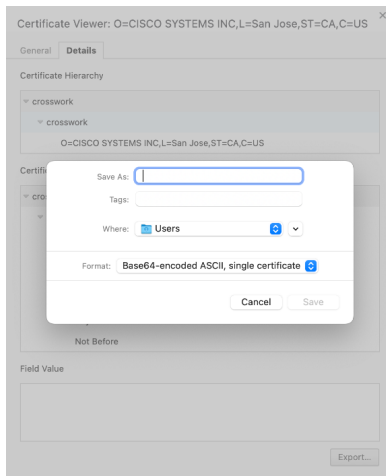 Certificate Viewer: O=CISCO SYSTEMS INC,L=San Jose,ST=CA,C=US
General Details
Certificate Hierarchy
crosswork
crosswork
O=CISCO SYSTEMS INC,L=San Jose,ST=CA,C=US
Save As:
Tags:
Where: Users
Format: Base64-encoded ASCII, single certificate
Cancel Save
Not Before
Field Value
Export...